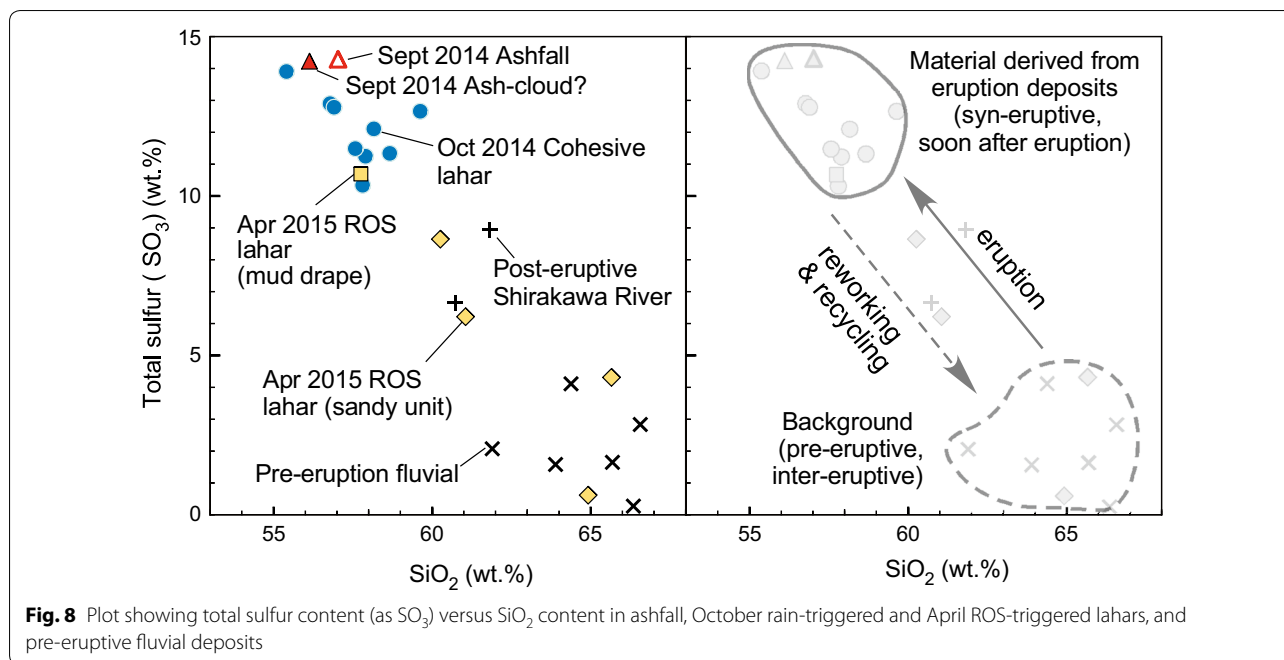 15
10
5
0
Total sulfur ( SO3) (wt.%)
Sept 2014 Ashfall
Sept 2014 Ash-cloud?
Oct 2014 Cohesive
lahar
Apr 2015 ROS
lahar
(mud drape)
Post-eruptive
Shirakawa River
Apr 2015 ROS
lahar (sandy unit)
Pre-eruption fluvial
55
60
65
SiO2 (wt.%)
Material derived from
eruption deposits
(syn-eruptive,
soon after eruption)
eruption
reworking
& recycling
Background
(pre-eruptive,
inter-eruptive)
55
60
65
SiO2 (wt.%)
Fig. 8 Plot showing total sulfur content (as SO3) versus SiO2 content in ashfall, October rain-triggered and April ROS-triggered lahars, and
pre-eruptive fluvial deposits